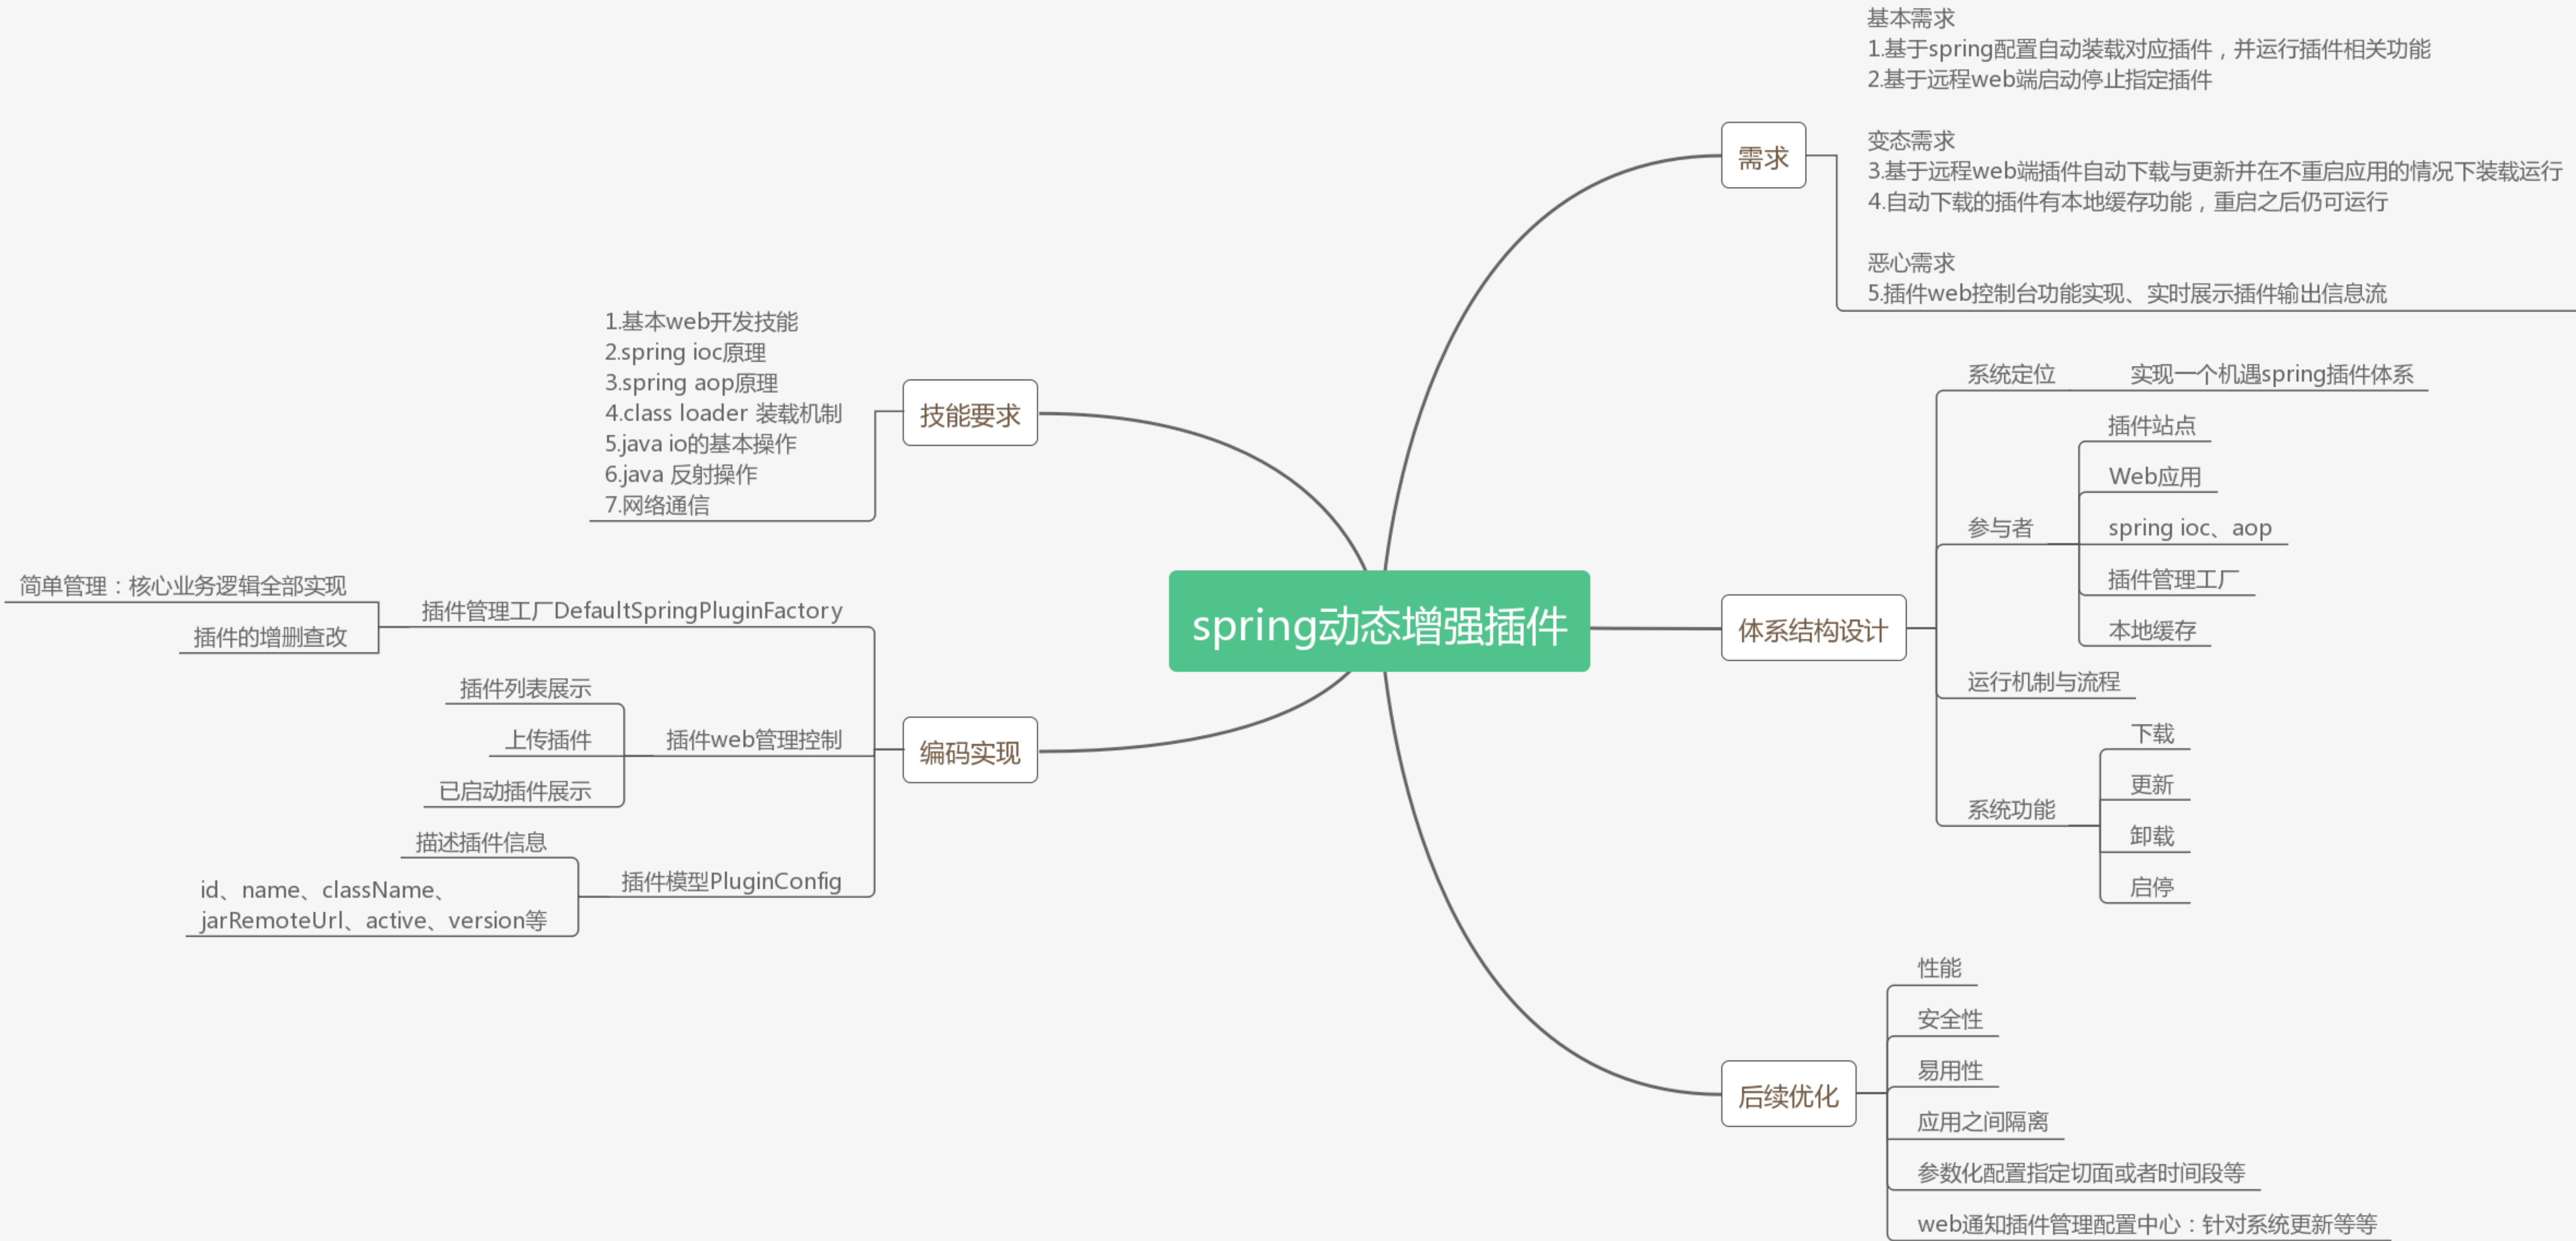 spring动态增强插件
需求
基本需求
1.基于spring配置自动装载对应插件，并运行插件相关功能
2.基于远程web端启动停止指定插件
变态需求
3.基于远程web端插件自动下载与更新并在不重启应用的情况下装载运行
4.自动下载的插件有本地缓存功能，重启之后仍可运行
恶心需求
5.插件web控制台功能实现、实时展示插件输出信息流
体系结构设计
系统定位
实现一个机遇spring插件体系
参与者
插件站点
Web应用
spring ioc、aop
插件管理工厂
本地缓存
运行机制与流程
系统功能
下载
更新
卸载
启停
后续优化
性能
安全性
易用性
应用之间隔离
参数化配置指定切面或者时间段等
web通知插件管理配置中心：针对系统更新等等
技能要求
1.基本web开发技能
2.spring ioc原理
3.spring aop原理
4.class loader 装载机制
5.java io的基本操作
6.java 反射操作
7.网络通信
编码实现
插件管理工厂DefaultSpringPluginFactory
简单管理：核心业务逻辑全部实现
插件的增删查改
插件web管理控制
插件列表展示
上传插件
已启动插件展示
插件模型PluginConfig
描述插件信息
id、name、className、
jarRemoteUrl、active、version等